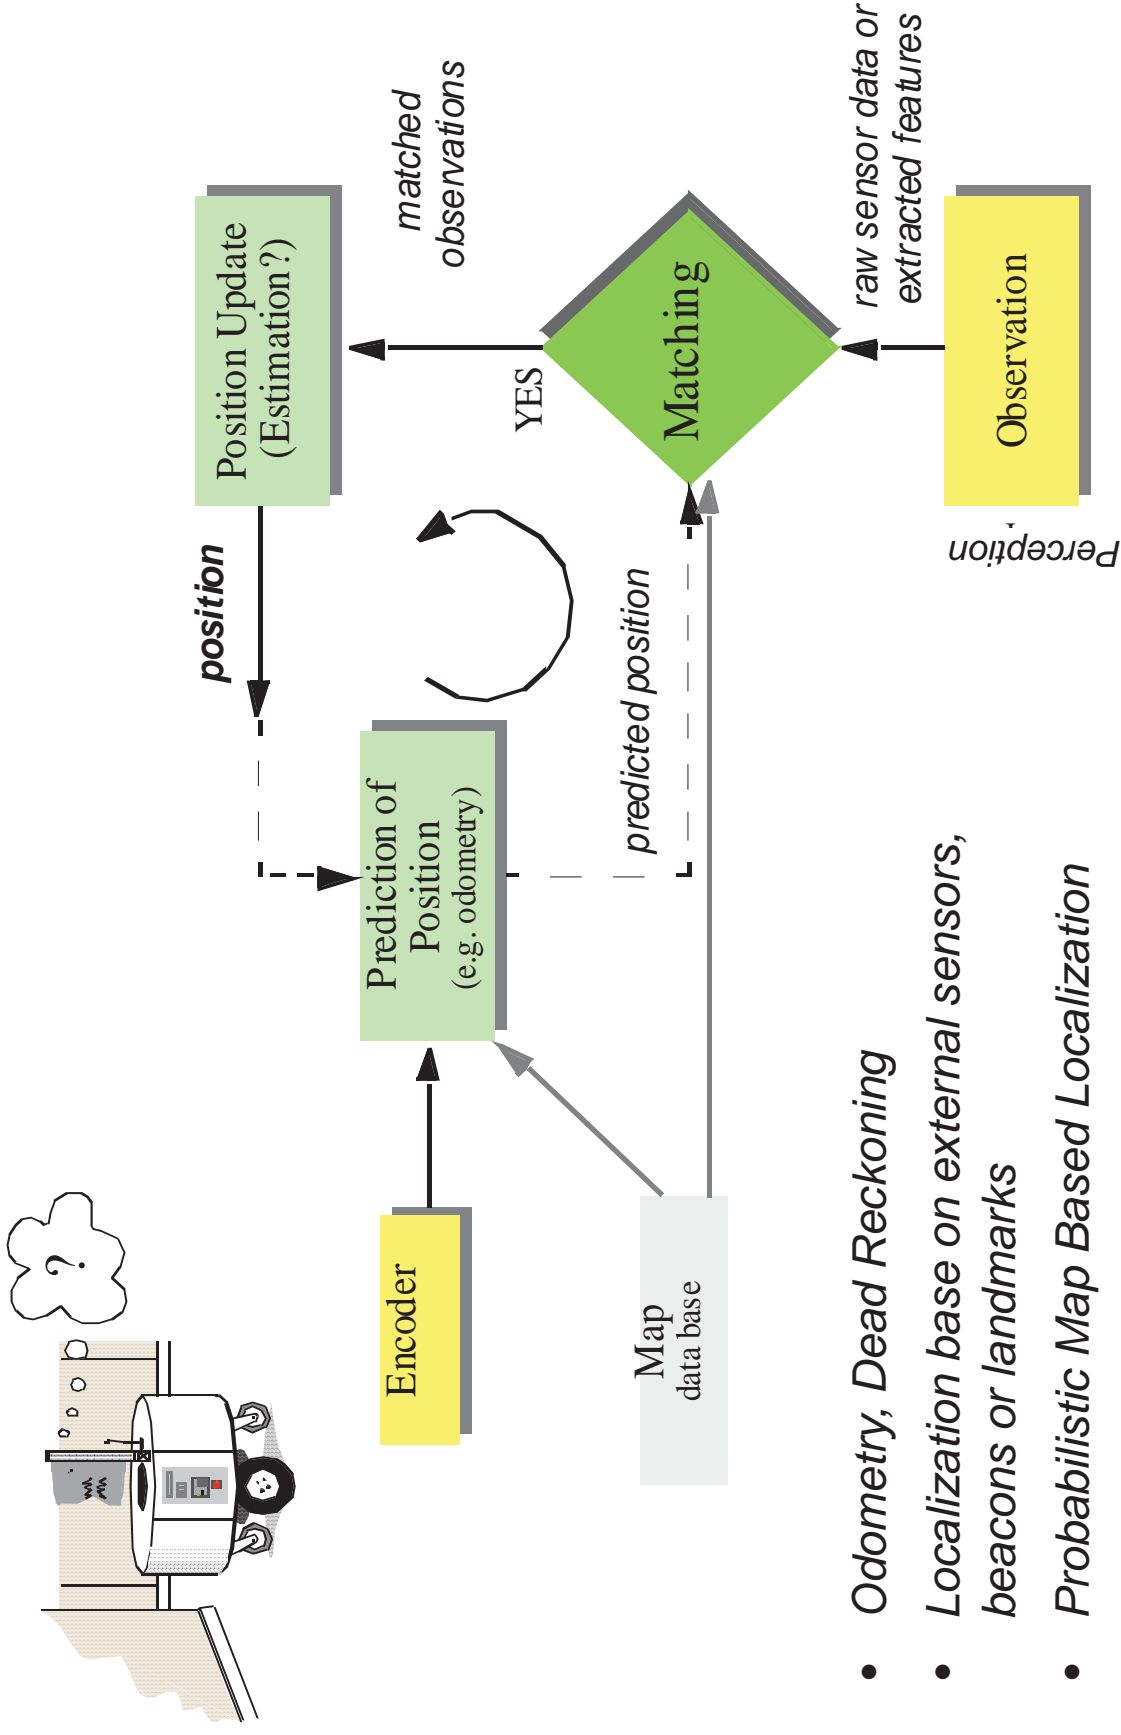 ?
Encoder
Prediction of
Position
(e.g. odometry)
position
Position Update
(Estimation?)
matched
observations
YES
Map
data base
predicted position
Matching
raw sensor data or
extracted features
Observation
Perception
• Odometry, Dead Reckoning
• Localization base on external sensors,
beacons or landmarks
• Probabilistic Map Based Localization